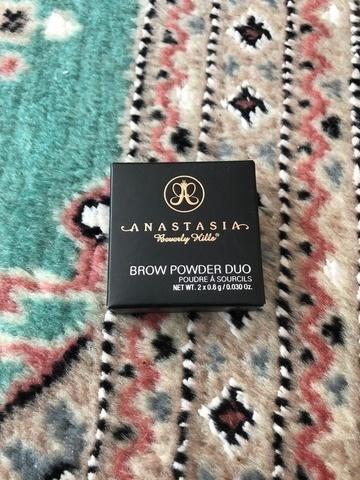 ANASTASIA
Beverly Hills®
BROW POWDER DUO
POUDRE À SOURCILS
NET WT. 2 x 0.8 g / 0.030 Oz.